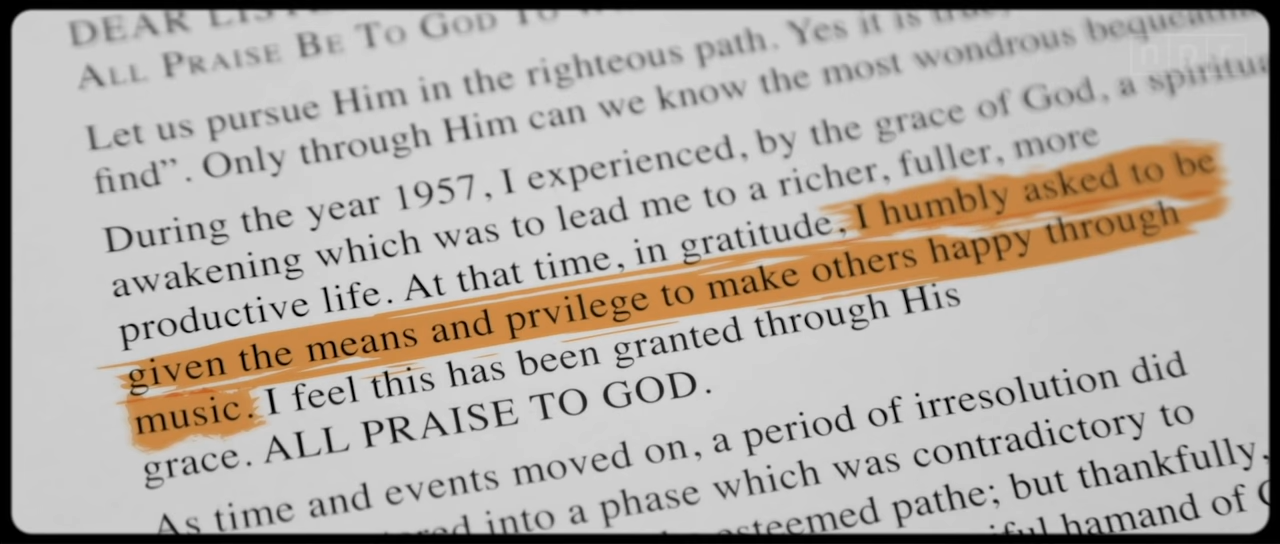 DEAR
ALL PRAISE BE TO GOD TO
Let us pursue Him in the righteous path. Yes it is true,
find”. Only through Him can we know the most wondrous
During the year 1957, I experienced, by the grace of God, a
awakening which was to lead me to a richer, fuller, more
productive life. At that time, in gratitude, I humbly asked to be
given the means and prvilege to make others happy through
music. I feel this has been granted through His
grace. ALL PRAISE TO GOD.
As time and events moved on, a period of irresolution did
into a phase which was contradictory to
esteemed pathe; but thankfully,
hamand of
npr